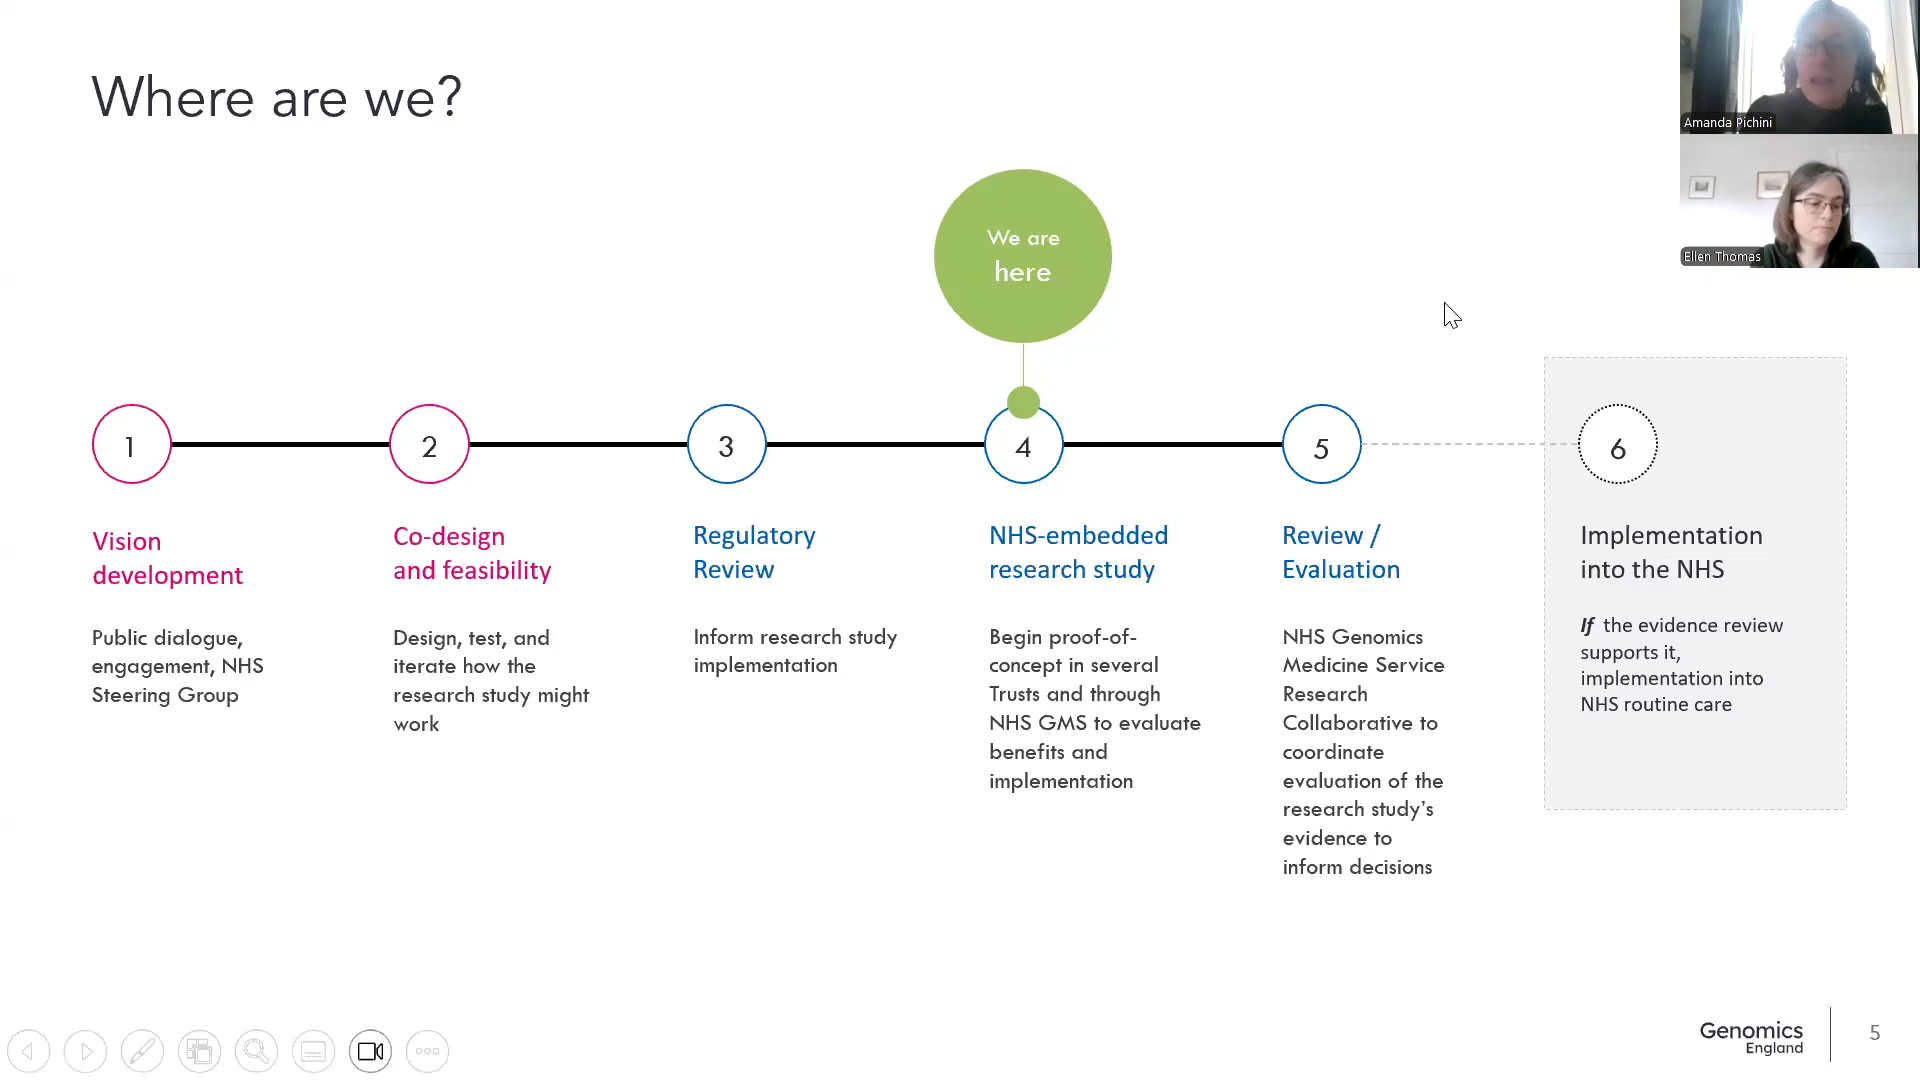 Where are we?
Amanda Pichini
Ellen Thomas
We are
here
1
2
3
4
5
6
Vision
development
Public dialogue,
engagement, NHS
Steering Group
Co-design
and feasibility
Design, test, and
iterate how the
research study might
work
Regulatory
Review
Inform research study
implementation
NHS-embedded
research study
Begin proof-of-
concept in several
Trusts and through
NHS GMS to evaluate
benefits and
implementation
Review /
Evaluation
NHS Genomics
Medicine Service
Research
Collaborative to
coordinate
evaluation of the
research study’s
evidence to
inform decisions
Implementation
into the NHS
If the evidence review
supports it,
implementation into
NHS routine care
Genomics
England
5